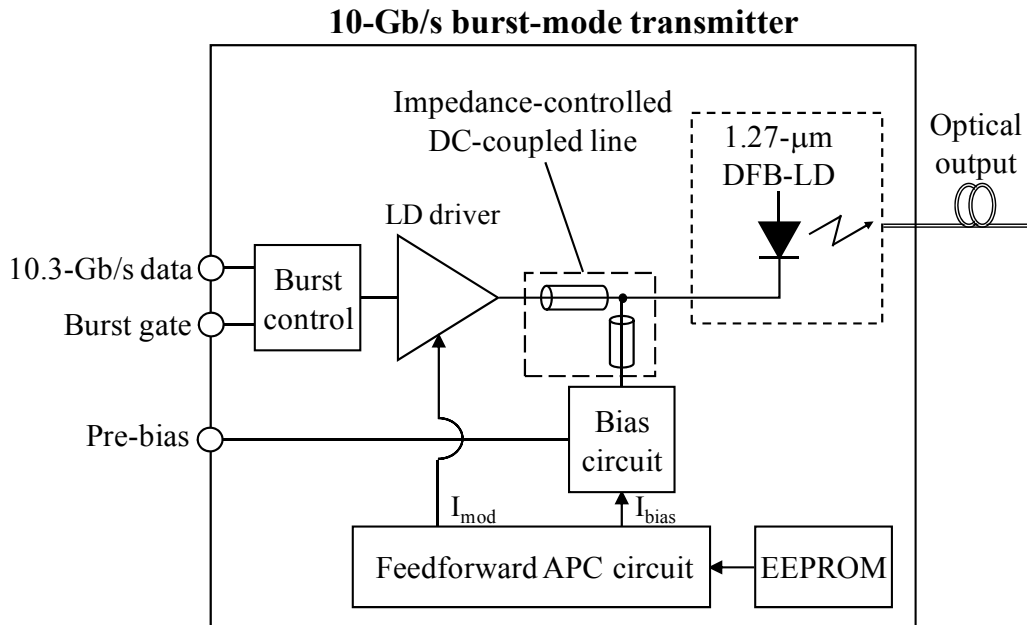 10-Gb/s burst-mode transmitter
Impedance-controlled
DC-coupled line
1.27-μm
DFB-LD
Optical
output
LD driver
10.3-Gb/s data
Burst gate
Burst
control
Pre-bias
Bias
circuit
I_mod
I_bias
Feedforward APC circuit
EEPROM